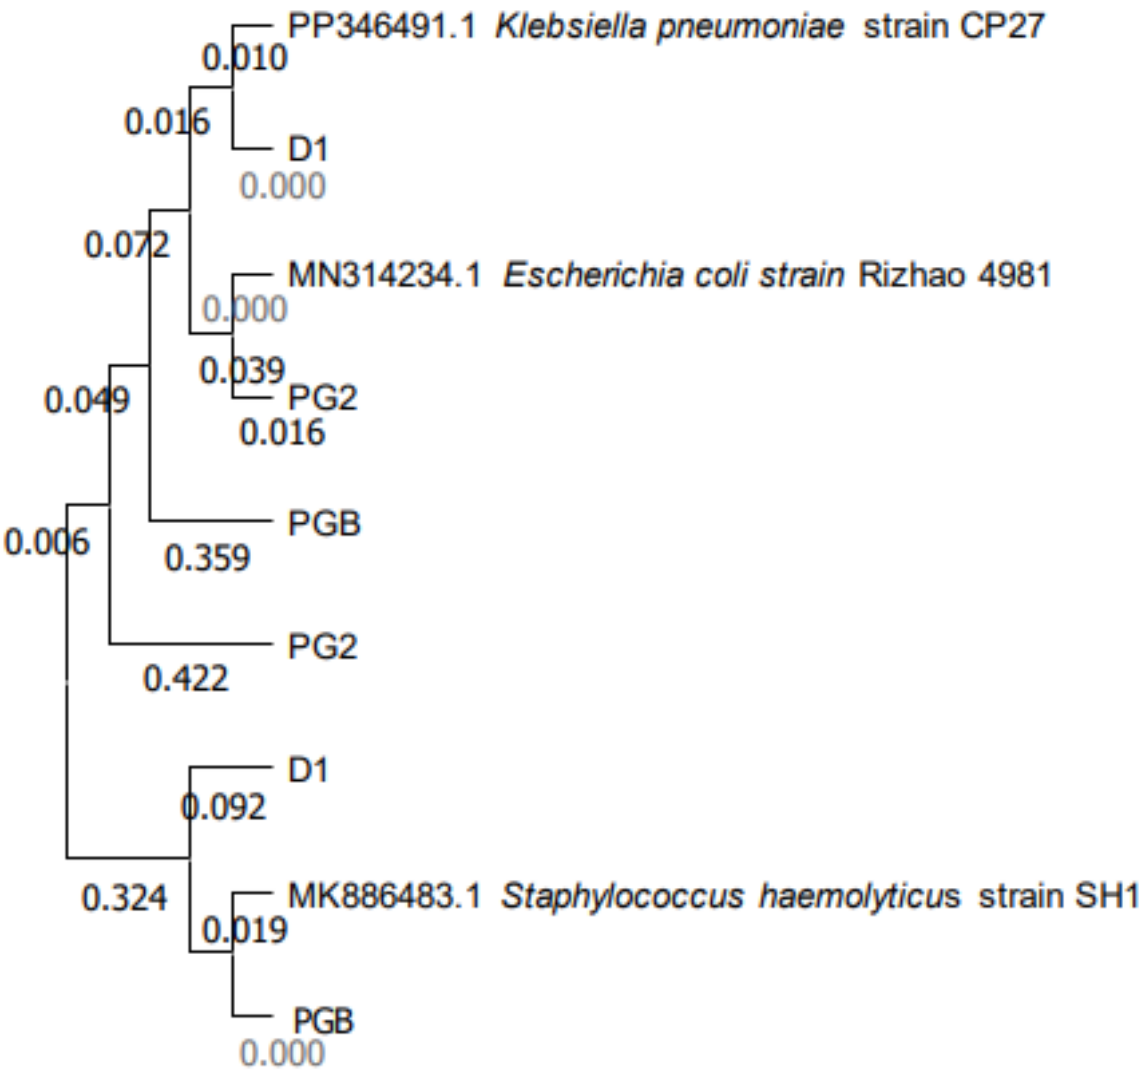 PP346491.1 Klebsiella pneumoniae strain CP27
0.010
0.016
D1
0.000
0.072
MN314234.1 Escherichia coli strain Rizhao 4981
0.000
0.039
0.049
PG2
0.016
PGB
0.006
0.359
PG2
0.422
D1
0.092
MK886483.1 Staphylococcus haemolyticus strain SH1
0.324
0.019
PGB
0.000